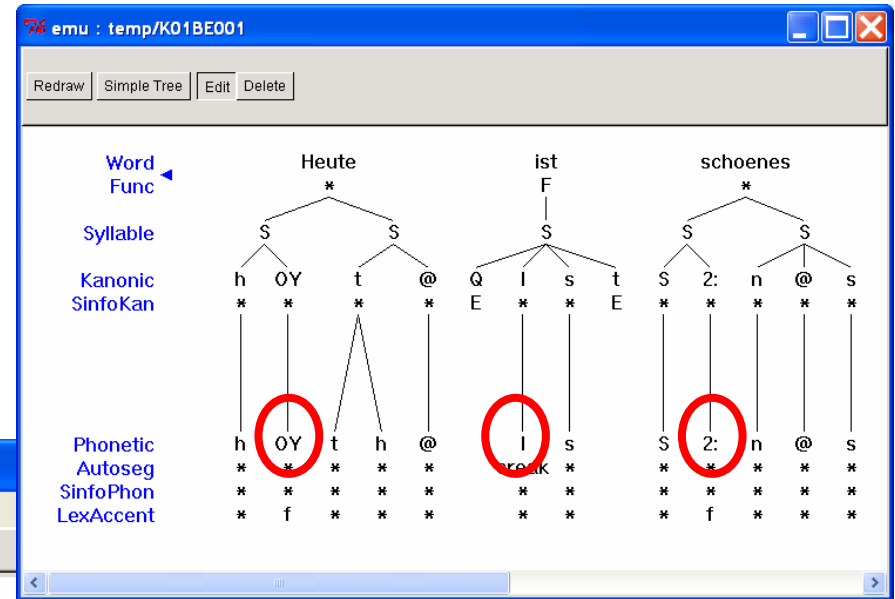 emu : temp/K01BE001
Redraw Simple Tree Edit Delete
Word Heute ist schoenes
Func * F *
Syllable S S S S S
Kanonic h OY t @ Q I s t S 2: n @ s
SinfoKan * * * * E * * E * * * * *
Phonetic h OY t h @ I s S 2: n @ s
Autoseg * * * * * break * * * * * *
SinfoPhon * * * * * * * * * * * *
LexAccent * f * * * * * * f * * *